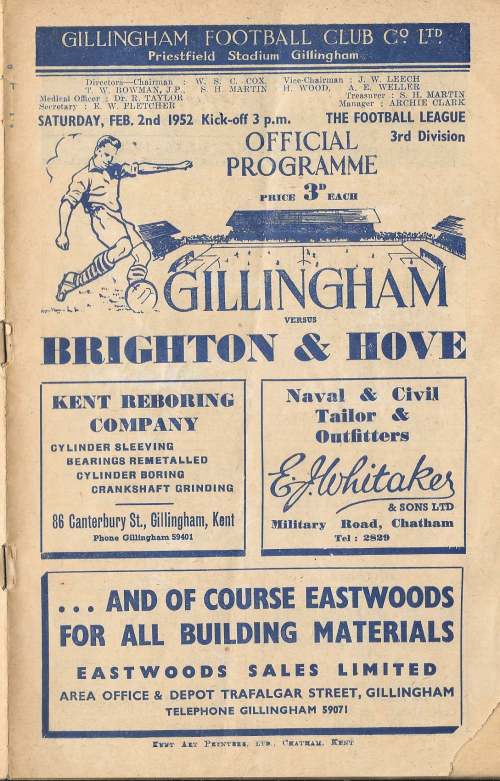 GILLINGHAM FOOTBALL CLUB Cº LTD
Priestfield Stadium Gillingham
Directors—Chairman : W. S. C. COX. Vice-Chairman : J. W. LEECH
T. W. BOWMAN, J.P., S. H. MARTIN H. WOOD, A. E. WELLER
Medical Officer : Dr. R. TAYLOR Treasurer : S. H. MARTIN
Secretary : E. W. PLETCHER Manager : ARCHIE CLARK
SATURDAY, FEB. 2nd 1952 Kick-off 3 p.m. THE FOOTBALL LEAGUE
3rd Division
OFFICIAL
PROGRAMME
PRICE 3D EACH
GILLINGHAM
VERSUS
BRIGHTON & HOVE
KENT REBORING
COMPANY
CYLINDER SLEEVING
BEARINGS REMETALLED
CYLINDER BORING
CRANKSHAFT GRINDING
86 Canterbury St., Gillingham, Kent
Phone Gillingham 59401
Naval & Civil
Tailor &
Outfitters
E.J. Whitaker
& SONS LTD
Military Road, Chatham
Tel : 2829
... AND OF COURSE EASTWOODS
FOR ALL BUILDING MATERIALS
EASTWOODS SALES LIMITED
AREA OFFICE & DEPOT TRAFALGAR STREET, GILLINGHAM
TELEPHONE GILLINGHAM 59071
KENT ART PRINTERS, LTD., CHATHAM, KENT